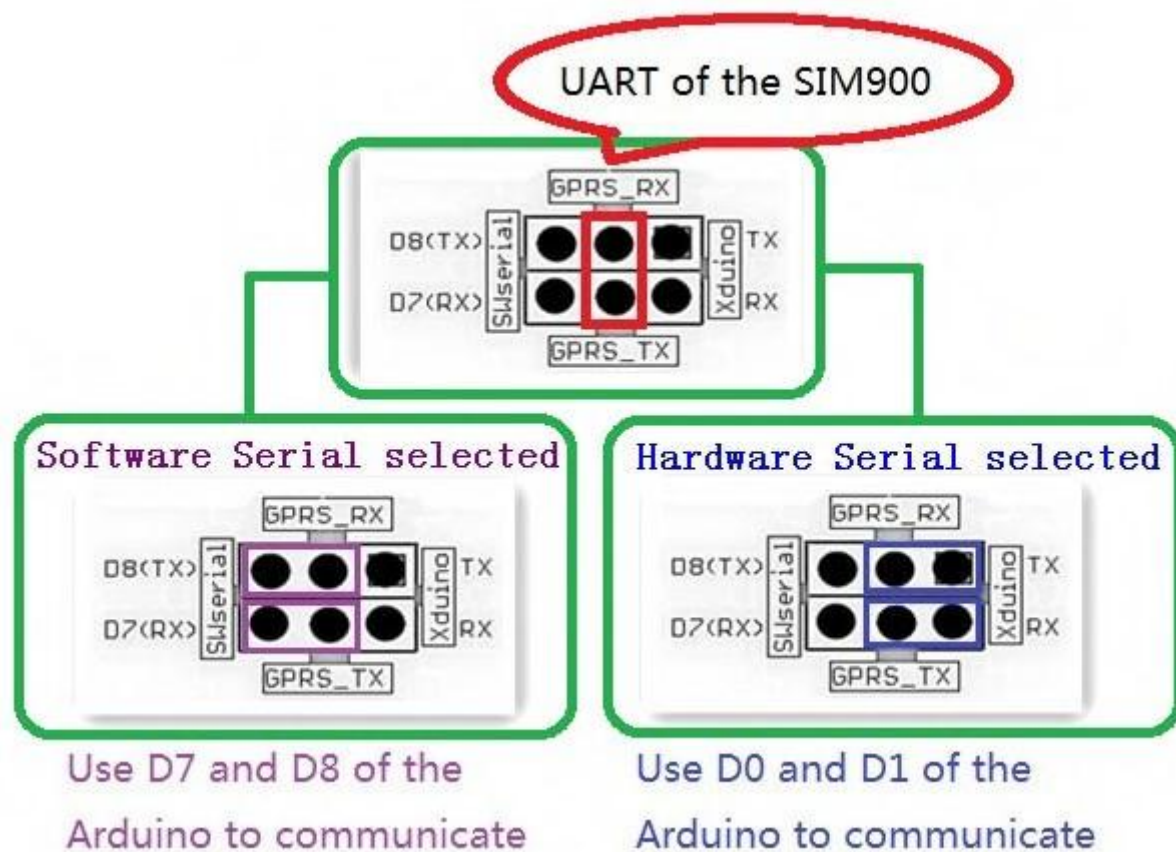 UART of the SIM900
GPRS_RX
D8(TX)
SWserial
Xduino
TX
D7(RX)
RX
GPRS_TX
Software Serial selected
GPRS_RX
D8(TX)
SWserial
Xduino
TX
D7(RX)
RX
GPRS_TX
Use D7 and D8 of the
Arduino to communicate
Hardware Serial selected
GPRS_RX
D8(TX)
SWserial
Xduino
TX
D7(RX)
RX
GPRS_TX
Use D0 and D1 of the
Arduino to communicate